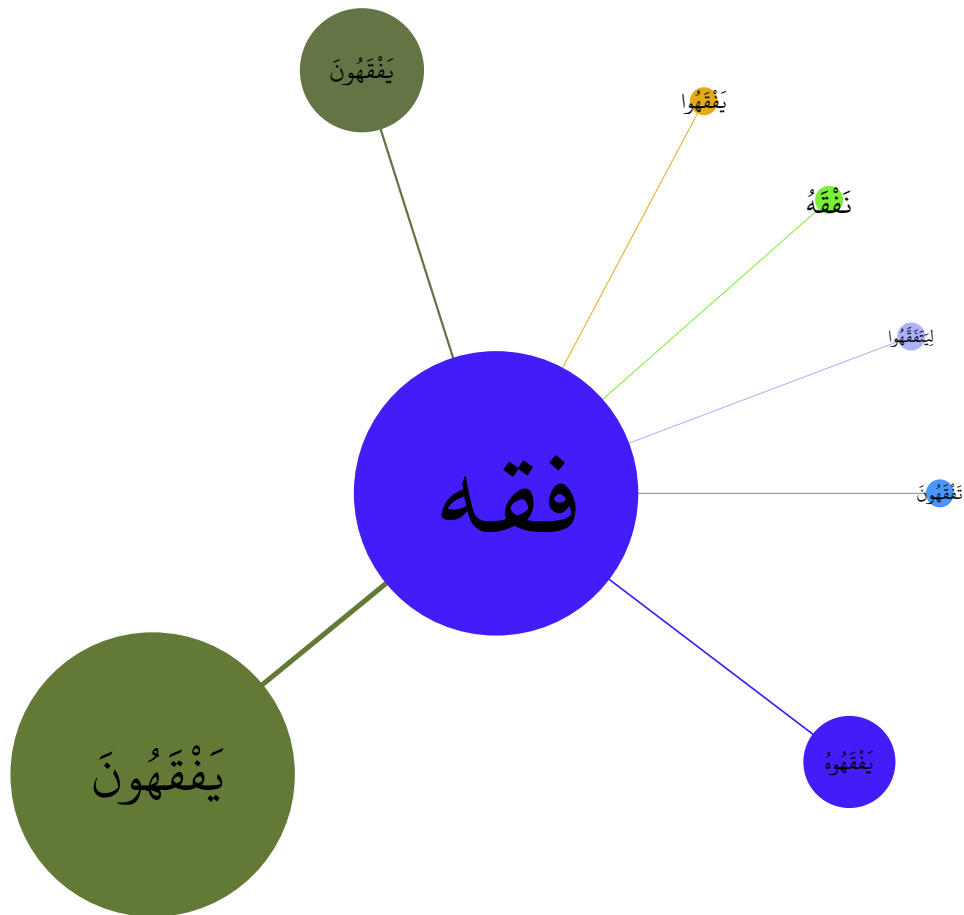 يَفْقَهُونَ
يَفْقَهُوا
نَفْقَهُ
لِيَتَفَقَّهُوا
فقه
تَفْقَهُونَ
يَفْقَهُوهُ
يَفْقَهُونَ